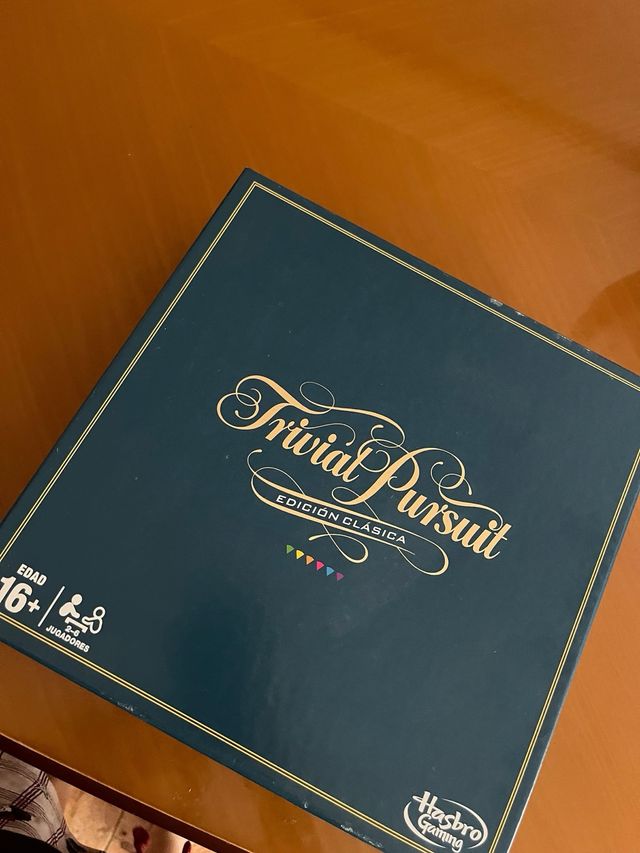 Trivial Pursuit
EDICIÓN CLÁSICA
EDAD
16+
2-6
JUGADORES
Hasbro
Gaming